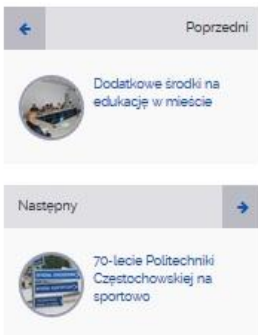 Poprzedni
Dodatkowe środki na
edukację w mieście
Następny
70-lecie Politechniki
Częstochowskiej na
sportowo